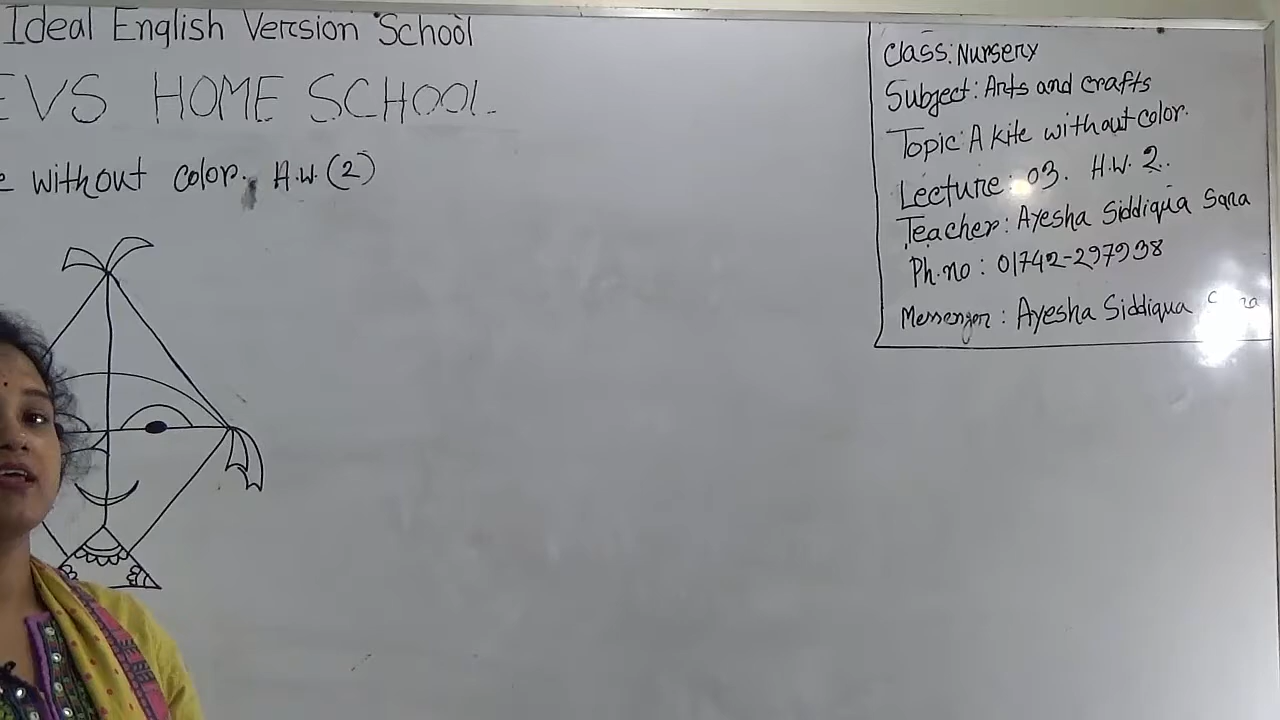 Ideal English Version School
EVS HOME SCHOOL.
e without color. H.W. (2)
Class: Nursery
Subject: Arts and crafts
Topic: A kite without color.
Lecture: 03. H.W. 2.
Teacher: Ayesha Siddiqua Sara
Ph.no: 01742-297938
Messenger: Ayesha Siddiqua